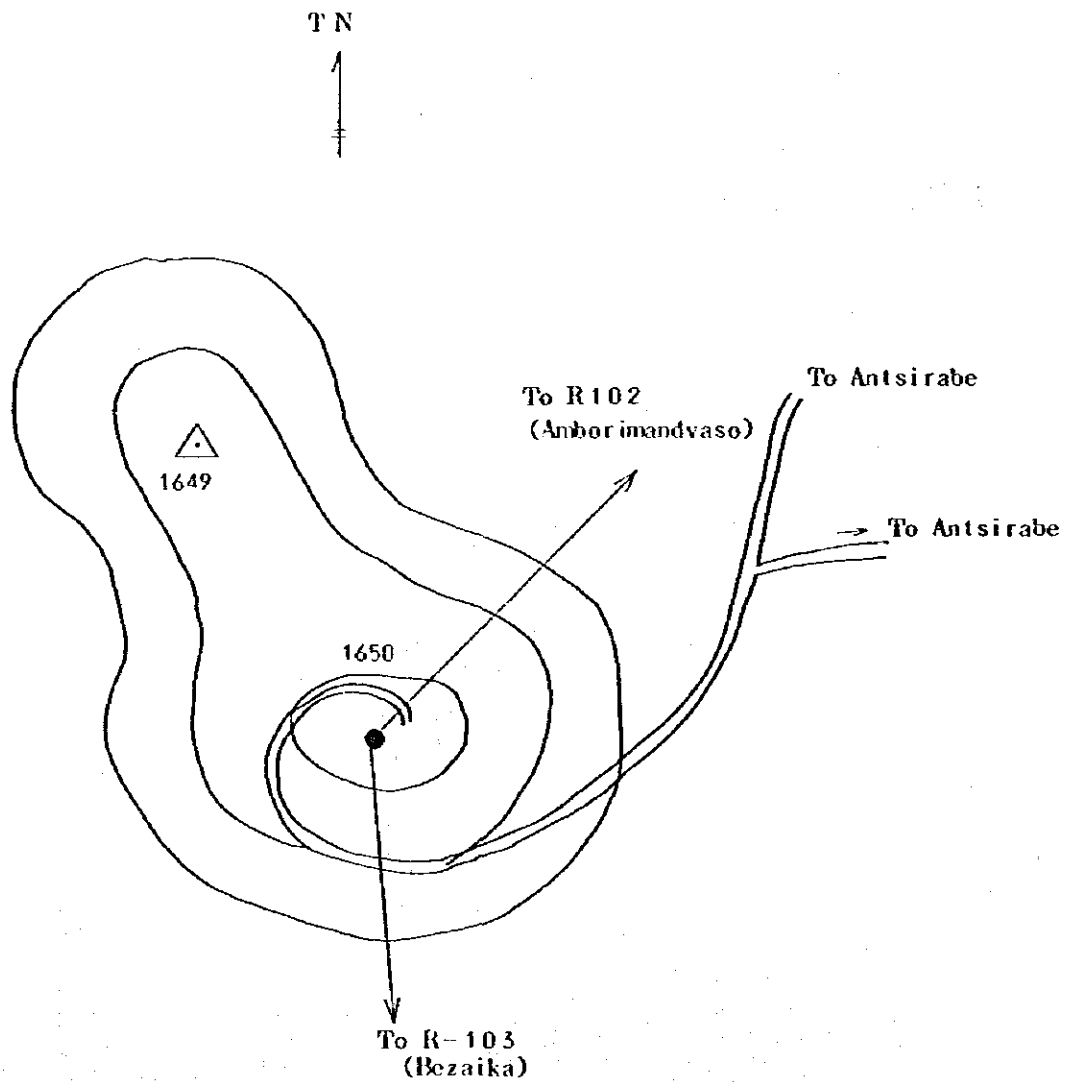 T N
To R102
(Amborimandvaso)
To Antsirabe
To Antsirabe
1649
1650
To R-103
(Bezaika)